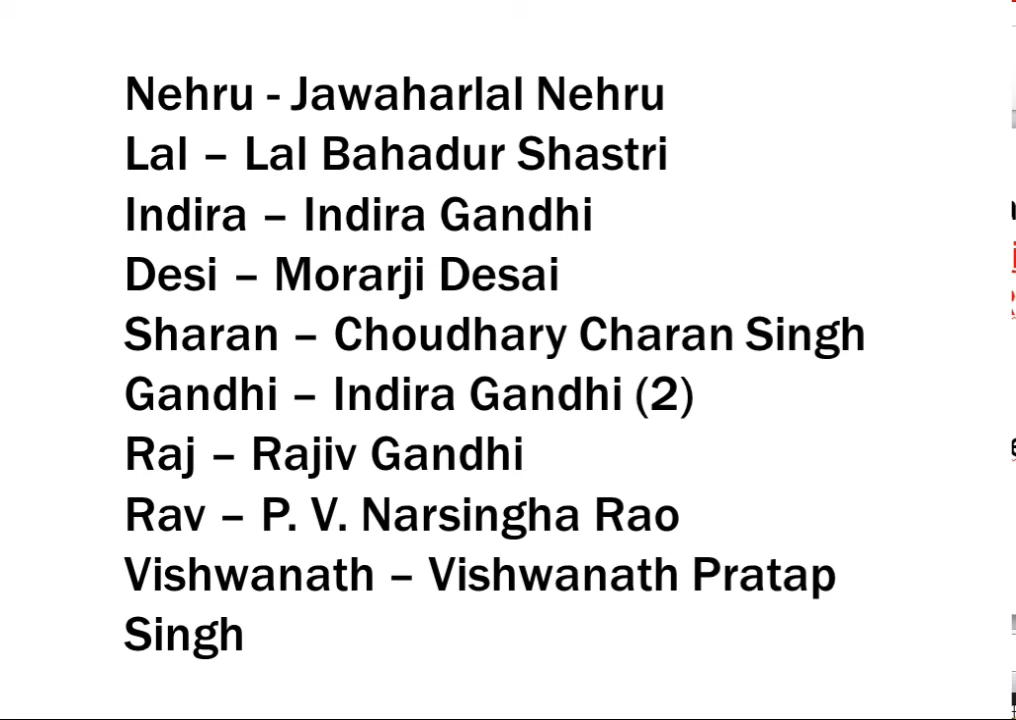 Nehru - Jawaharlal Nehru
Lal – Lal Bahadur Shastri
Indira – Indira Gandhi
Desi – Morarji Desai
Sharan – Choudhary Charan Singh
Gandhi – Indira Gandhi (2)
Raj – Rajiv Gandhi
Rav – P. V. Narsingha Rao
Vishwanath – Vishwanath Pratap
Singh